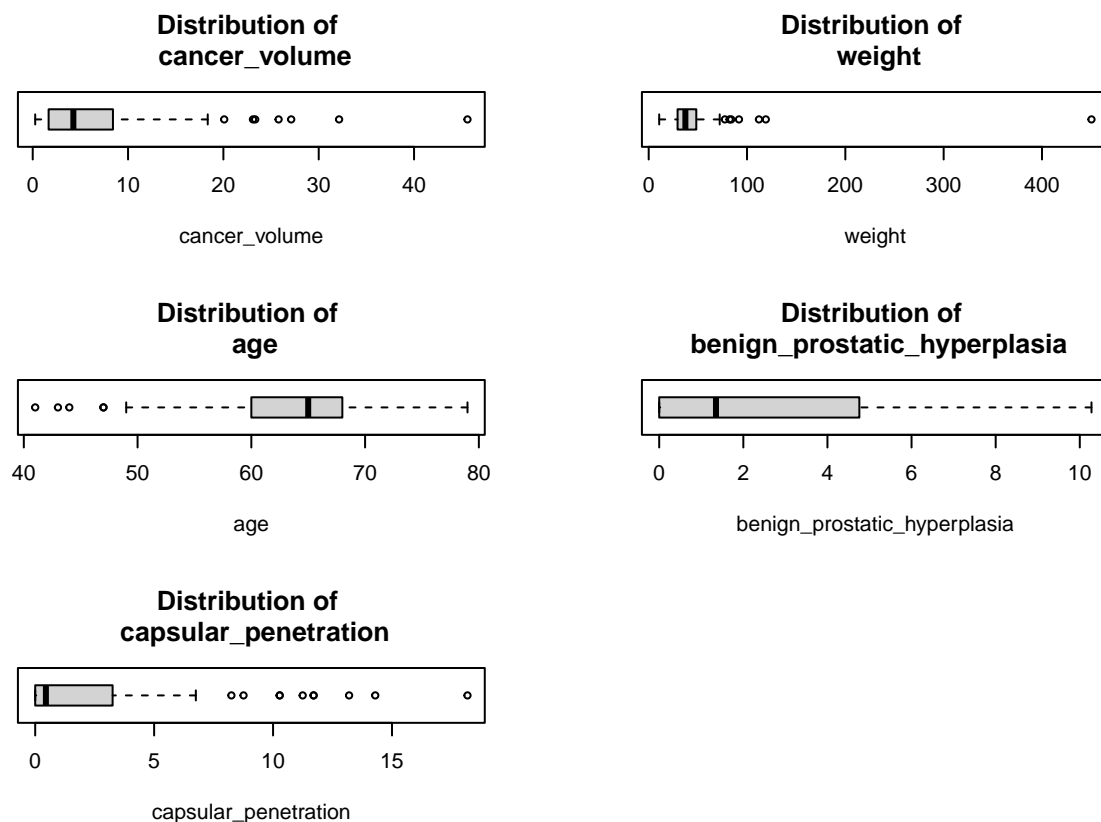 Distribution of
cancer_volume
0 10 20 30 40
cancer_volume
Distribution of
weight
0 100 200 300 400
weight
Distribution of
age
40 50 60 70 80
age
Distribution of
benign_prostatic_hyperplasia
0 2 4 6 8 10
benign_prostatic_hyperplasia
Distribution of
capsular_penetration
0 5 10 15
capsular_penetration